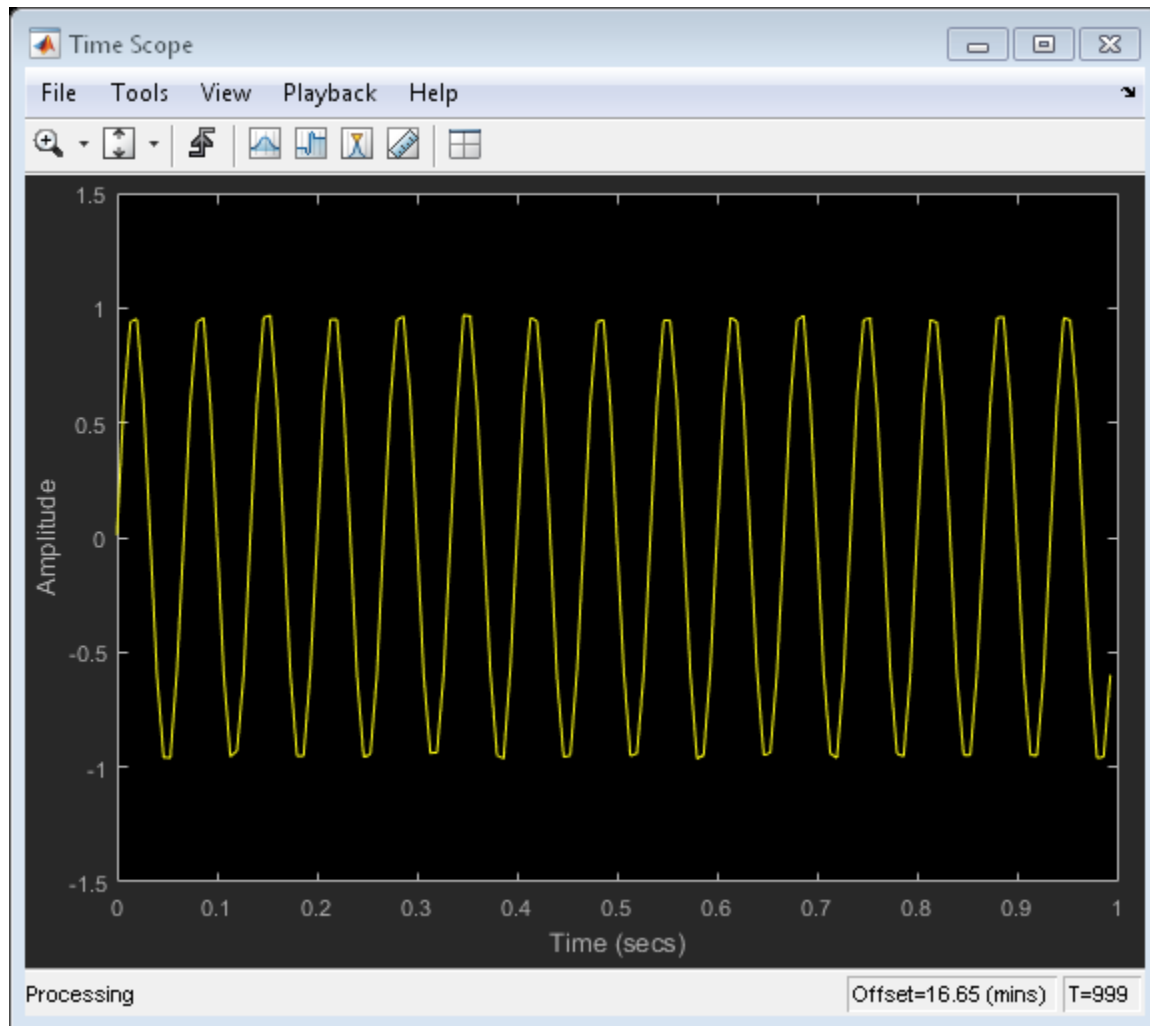 Time Scope
File Tools View Playback Help
1.5
1
0.5
0
-0.5
-1
-1.5
Amplitude
0 0.1 0.2 0.3 0.4 0.5 0.6 0.7 0.8 0.9 1
Time (secs)
Processing Offset=16.65 (mins) T=999